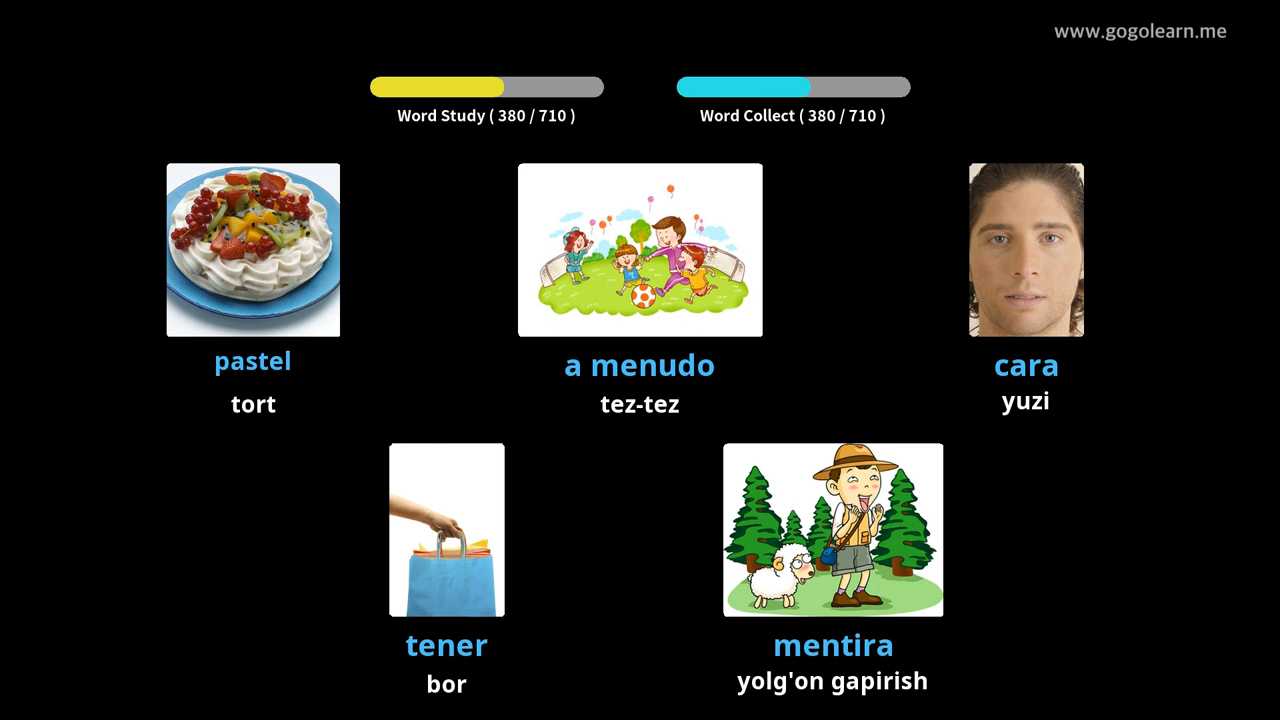 www.gogolearn.me
Word Study ( 380 / 710 )
Word Collect ( 380 / 710 )
pastel
tort
a menudo
tez-tez
cara
yuzi
tener
bor
mentira
yolg'on gapirish